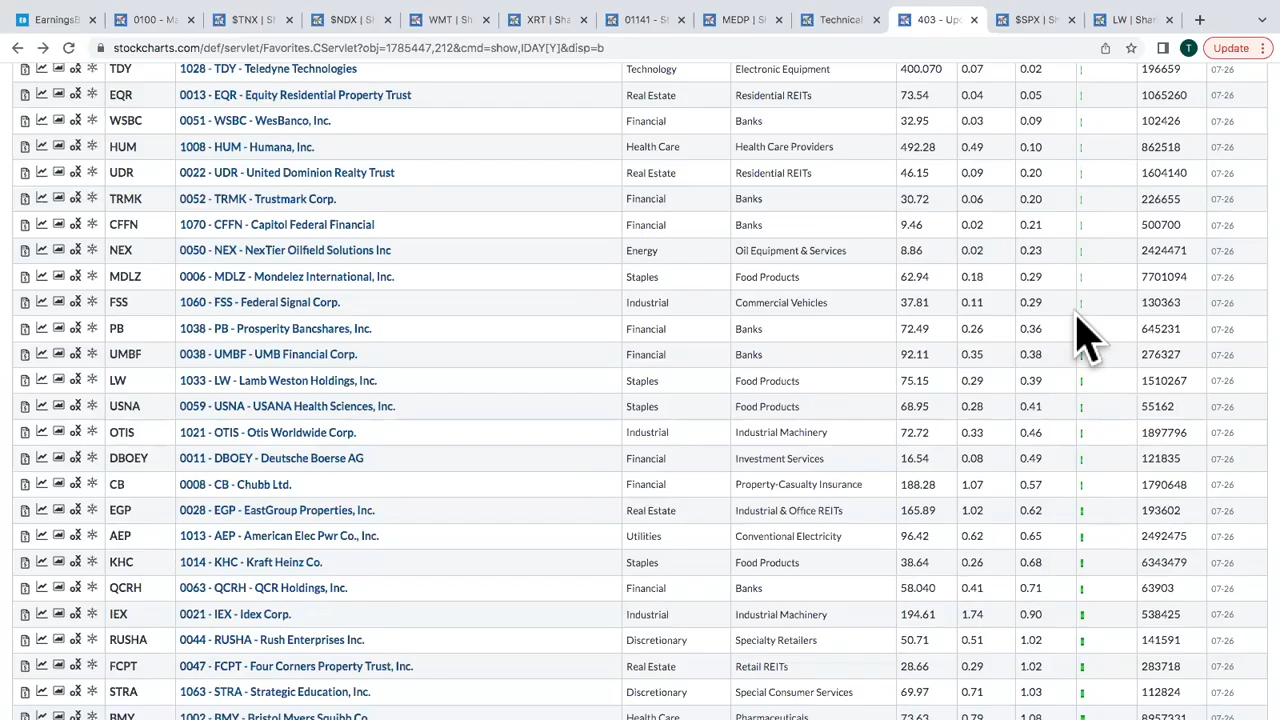 EarningsB
0100 - Ma
$TNX | Sh
$NDX | Sh
WMT | Sh
XRT | Sha
01141 - St
MEDP | Sh
Technical
403 - Upc
$SPX | Sh
LW | Shar
stockcharts.com/def/servlet/Favorites.CServlet?obj=1785447,212&cmd=show,IDAY[Y]&disp=b
T
Update
TDY 1028 - TDY - Teledyne Technologies Technology Electronic Equipment 400.070 0.07 0.02 196659 07-26
EQR 0013 - EQR - Equity Residential Property Trust Real Estate Residential REITs 73.54 0.04 0.05 1065260 07-26
WSBC 0051 - WSBC - WesBanco, Inc. Financial Banks 32.95 0.03 0.09 102426 07-26
HUM 1008 - HUM - Humana, Inc. Health Care Health Care Providers 492.28 0.49 0.10 862518 07-26
UDR 0022 - UDR - United Dominion Realty Trust Real Estate Residential REITs 46.15 0.09 0.20 1604140 07-26
TRMK 0052 - TRMK - Trustmark Corp. Financial Banks 30.72 0.06 0.20 226655 07-26
CFFN 1070 - CFFN - Capitol Federal Financial Financial Banks 9.46 0.02 0.21 500700 07-26
NEX 0050 - NEX - NexTier Oilfield Solutions Inc Energy Oil Equipment & Services 8.86 0.02 0.23 2424471 07-26
MDLZ 0006 - MDLZ - Mondelez International, Inc. Staples Food Products 62.94 0.18 0.29 7701094 07-26
FSS 1060 - FSS - Federal Signal Corp. Industrial Commercial Vehicles 37.81 0.11 0.29 130363 07-26
PB 1038 - PB - Prosperity Bancshares, Inc. Financial Banks 72.49 0.26 0.36 645231 07-26
UMBF 0038 - UMBF - UMB Financial Corp. Financial Banks 92.11 0.35 0.38 276327 07-26
LW 1033 - LW - Lamb Weston Holdings, Inc. Staples Food Products 75.15 0.29 0.39 1510267 07-26
USNA 0059 - USNA - USANA Health Sciences, Inc. Staples Food Products 68.95 0.28 0.41 55162 07-26
OTIS 1021 - OTIS - Otis Worldwide Corp. Industrial Industrial Machinery 72.72 0.33 0.46 1897796 07-26
DBOEY 0011 - DBOEY - Deutsche Boerse AG Financial Investment Services 16.54 0.08 0.49 121835 07-26
CB 0008 - CB - Chubb Ltd. Financial Property-Casualty Insurance 188.28 1.07 0.57 1790648 07-26
EGP 0028 - EGP - EastGroup Properties, Inc. Real Estate Industrial & Office REITs 165.89 1.02 0.62 193602 07-26
AEP 1013 - AEP - American Elec Pwr Co., Inc. Utilities Conventional Electricity 96.42 0.62 0.65 2492475 07-26
KHC 1014 - KHC - Kraft Heinz Co. Staples Food Products 38.64 0.26 0.68 6343479 07-26
QCRH 0063 - QCRH - QCR Holdings, Inc. Financial Banks 58.040 0.41 0.71 63903 07-26
IEX 0021 - IEX - Idex Corp. Industrial Industrial Machinery 194.61 1.74 0.90 538425 07-26
RUSHA 0044 - RUSHA - Rush Enterprises Inc. Discretionary Specialty Retailers 50.71 0.51 1.02 141591 07-26
FCPT 0047 - FCPT - Four Corners Property Trust, Inc. Real Estate Retail REITs 28.66 0.29 1.02 283718 07-26
STRA 1063 - STRA - Strategic Education, Inc. Discretionary Special Consumer Services 69.97 0.71 1.03 112824 07-26
BMY 1002 - BMY - Bristol Myers Squibb Co. Health Care Pharmaceuticals 73.63 0.79 1.08 8957331 07-26